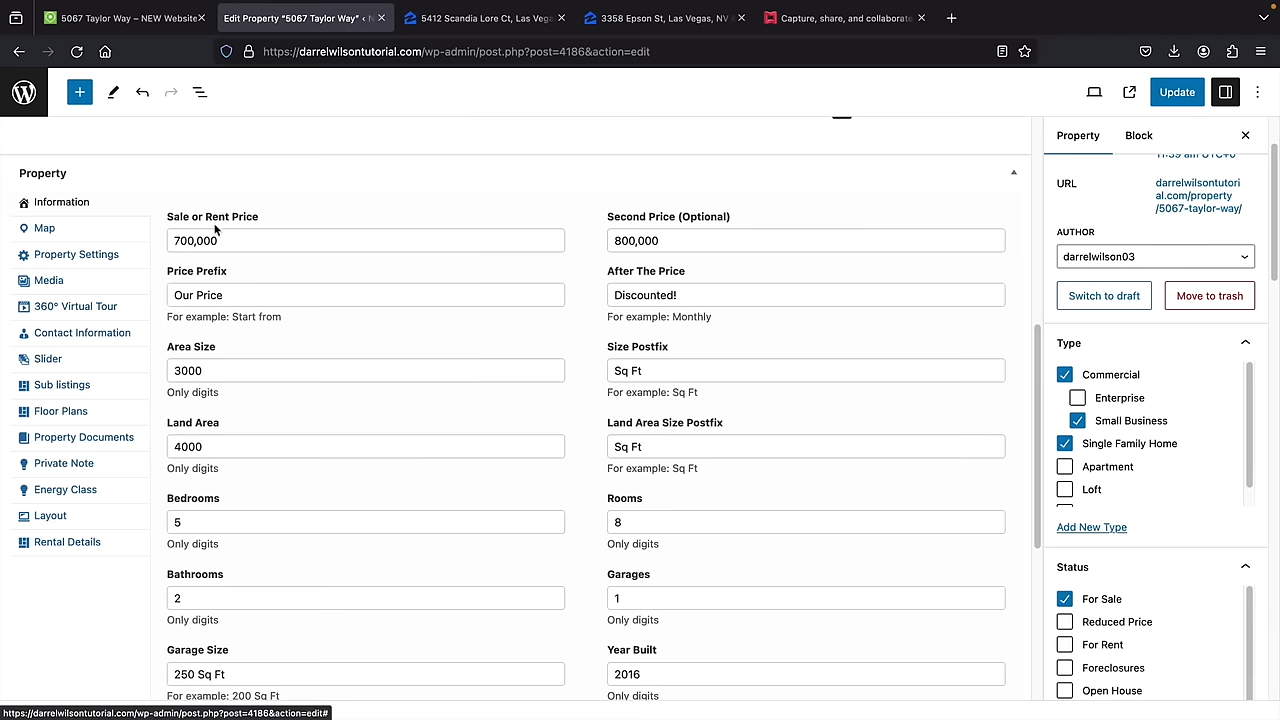 5067 Taylor Way – NEW Website
Edit Property "5067 Taylor Way" ‹ N
5412 Scandia Lore Ct, Las Vega
3358 Epson St, Las Vegas, NV
Capture, share, and collaborate
https://darrelwilsontutorial.com/wp-admin/post.php?post=4186&action=edit
Update
Property
Block
11:59 am UTC+0
URL
darrelwilsontutori
al.com/property
/5067-taylor-way/
AUTHOR
darrelwilson03
Switch to draft
Move to trash
Type
Commercial
Enterprise
Small Business
Single Family Home
Apartment
Loft
Add New Type
Status
For Sale
Reduced Price
For Rent
Foreclosures
Open House
Property
Information
Map
Property Settings
Media
360° Virtual Tour
Contact Information
Slider
Sub listings
Floor Plans
Property Documents
Private Note
Energy Class
Layout
Rental Details
Sale or Rent Price
700,000
Second Price (Optional)
800,000
Price Prefix
Our Price
For example: Start from
After The Price
Discounted!
For example: Monthly
Area Size
3000
Only digits
Size Postfix
Sq Ft
For example: Sq Ft
Land Area
4000
Only digits
Land Area Size Postfix
Sq Ft
For example: Sq Ft
Bedrooms
5
Only digits
Rooms
8
Only digits
Bathrooms
2
Only digits
Garages
1
Only digits
Garage Size
250 Sq Ft
For example: 200 Sq Ft
Year Built
2016
Only digits
https://darrelwilsontutorial.com/wp-admin/post.php?post=4186&action=edit#